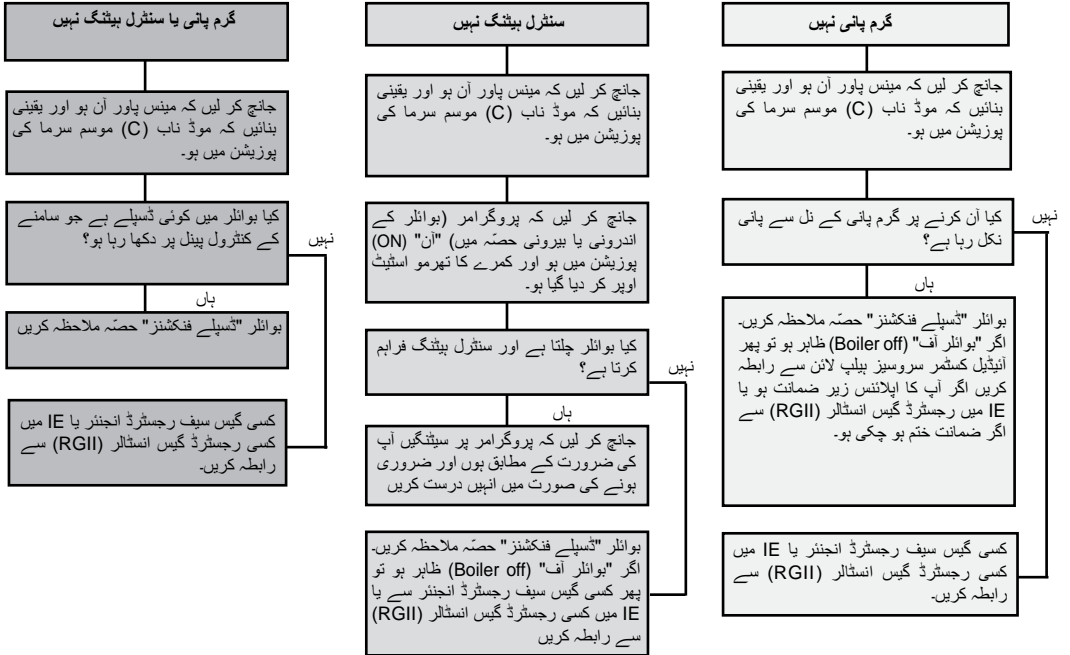 گرم پانی نہیں
جانچ کر لیں کہ مینس پاور آن ہو اور یقینی
بنائیں کہ موڈ ناب (C) موسم سرما کی
پوزیشن میں ہو۔
کیا آن کرنے پر گرم پانی کے نل سے پانی
نکل رہا ہے؟
نہیں
ہاں
بوائلر "ڈسپلے فنکشنز" حصّہ ملاحظہ کریں۔
اگر "بوائلر آف" (Boiler off) ظاہر ہو تو پھر
آئیڈیل کسٹمر سروسیز ہیلپ لائن سے رابطہ
کریں اگر آپ کا اپلائنس زیر ضمانت ہو یا
IE میں رجسٹرڈ گیس انسٹالر (RGII) سے
اگر ضمانت ختم ہو چکی ہو۔
کسی گیس سیف رجسٹرڈ انجنئر یا IE میں
کسی رجسٹرڈ گیس انسٹالر (RGII) سے
رابطہ کریں۔
سنٹرل ہیٹنگ نہیں
جانچ کر لیں کہ مینس پاور آن ہو اور یقینی
بنائیں کہ موڈ ناب (C) موسم سرما کی
پوزیشن میں ہو۔
جانچ کر لیں کہ پروگرامر (بوائلر کے
اندرونی یا بیرونی حصّہ میں) "آن" (ON)
پوزیشن میں ہو اور کمرے کا تھرمو اسٹیٹ
اوپر کر دیا گیا ہو۔
کیا بوائلر چلتا ہے اور سنٹرل ہیٹنگ فراہم
کرتا ہے؟
نہیں
ہاں
جانچ کر لیں کہ پروگرامر پر سیٹنگیں آپ
کی ضرورت کے مطابق ہوں اور ضروری
ہونے کی صورت میں انہیں درست کریں
بوائلر "ڈسپلے فنکشنز" حصّہ ملاحظہ کریں۔
اگر "بوائلر آف" (Boiler off) ظاہر ہو تو
پھر کسی گیس سیف رجسٹرڈ انجنئر سے یا
IE میں کسی رجسٹرڈ گیس انسٹالر (RGII)
سے رابطہ کریں
گرم پانی یا سنٹرل ہیٹنگ نہیں
جانچ کر لیں کہ مینس پاور آن ہو اور یقینی
بنائیں کہ موڈ ناب (C) موسم سرما کی
پوزیشن میں ہو۔
کیا بوائلر میں کوئی ڈسپلے ہے جو سامنے
کے کنٹرول پینل پر دکھا رہا ہو؟
نہیں
ہاں
بوائلر "ڈسپلے فنکشنز" حصّہ ملاحظہ کریں
کسی گیس سیف رجسٹرڈ انجنئر یا IE میں
کسی رجسٹرڈ گیس انسٹالر (RGII) سے
رابطہ کریں۔